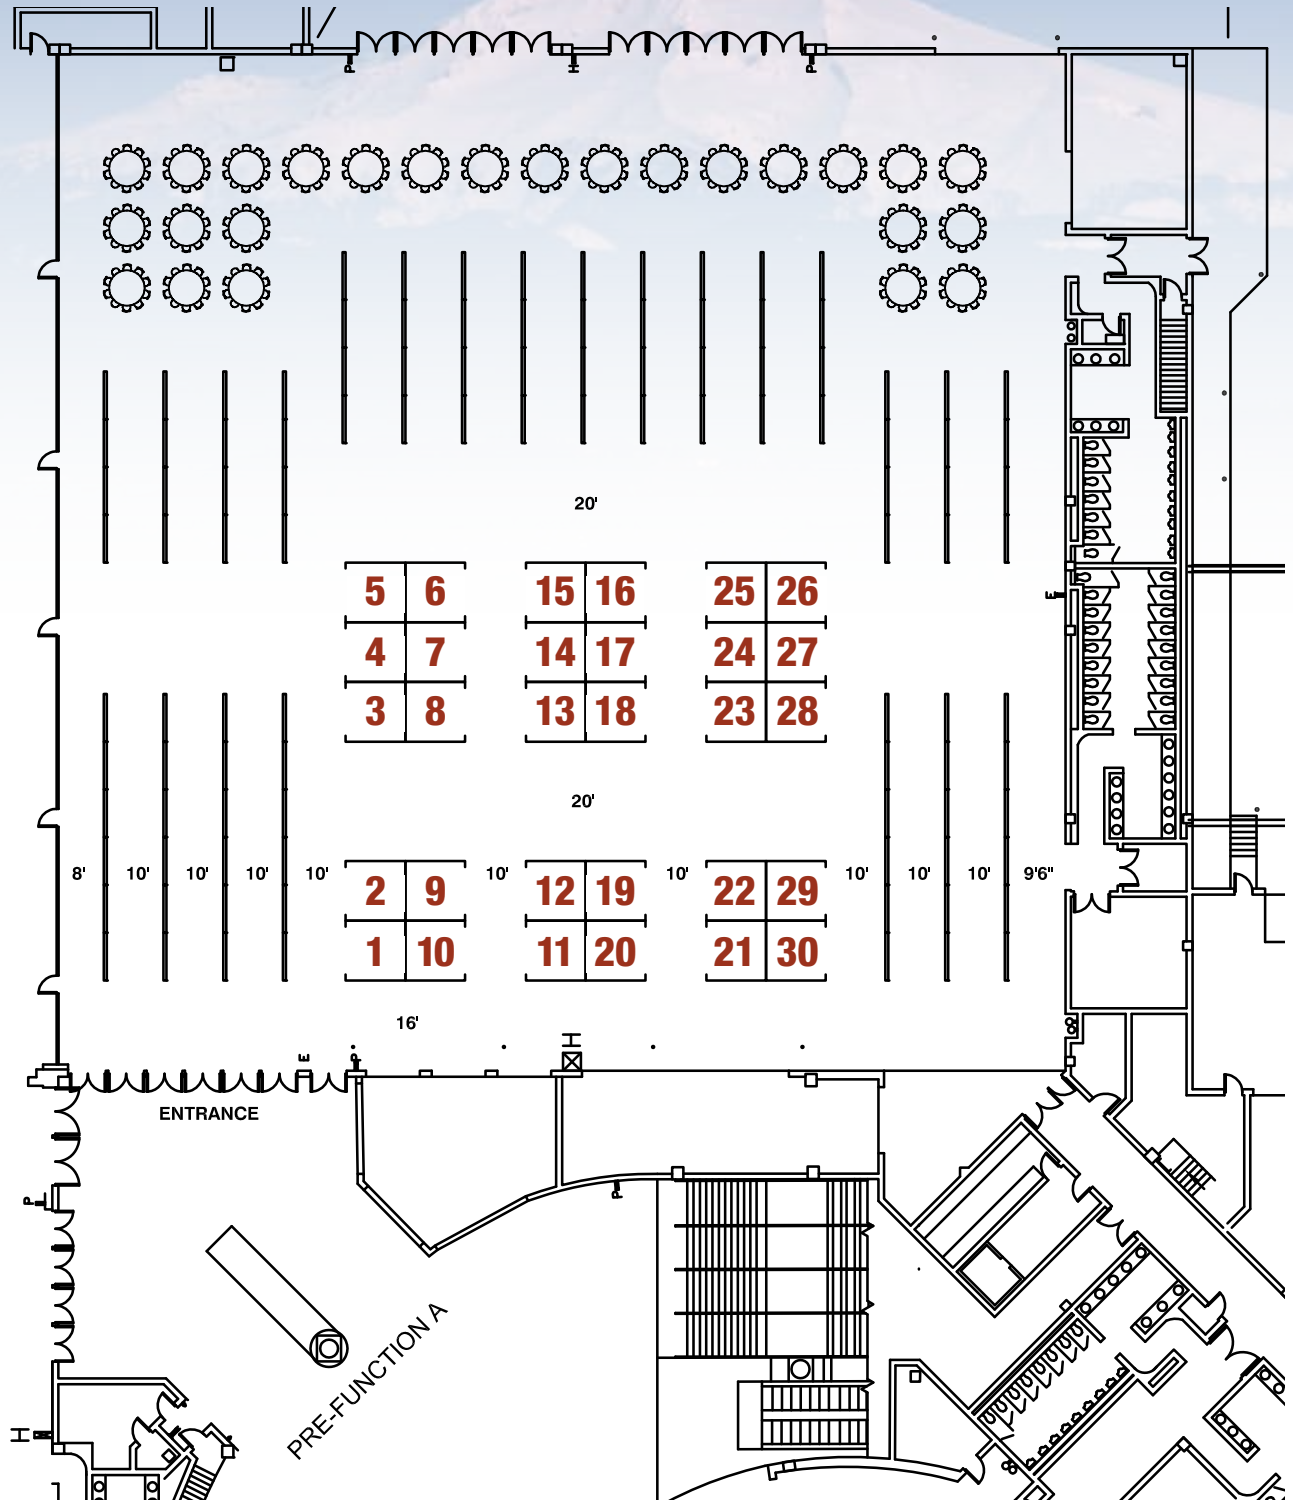 P
H
P
20'
5 6 15 16 25 26
E
4 7 14 17 24 27
3 8 13 18 23 28
20'
8' 10' 10' 10' 10' 10' 10' 10' 10' 10' 9'6"
2 9 12 19 22 29
1 10 11 20 21 30
16'
H
E
P
ENTRANCE
P
P
PRE-FUNCTION A
H